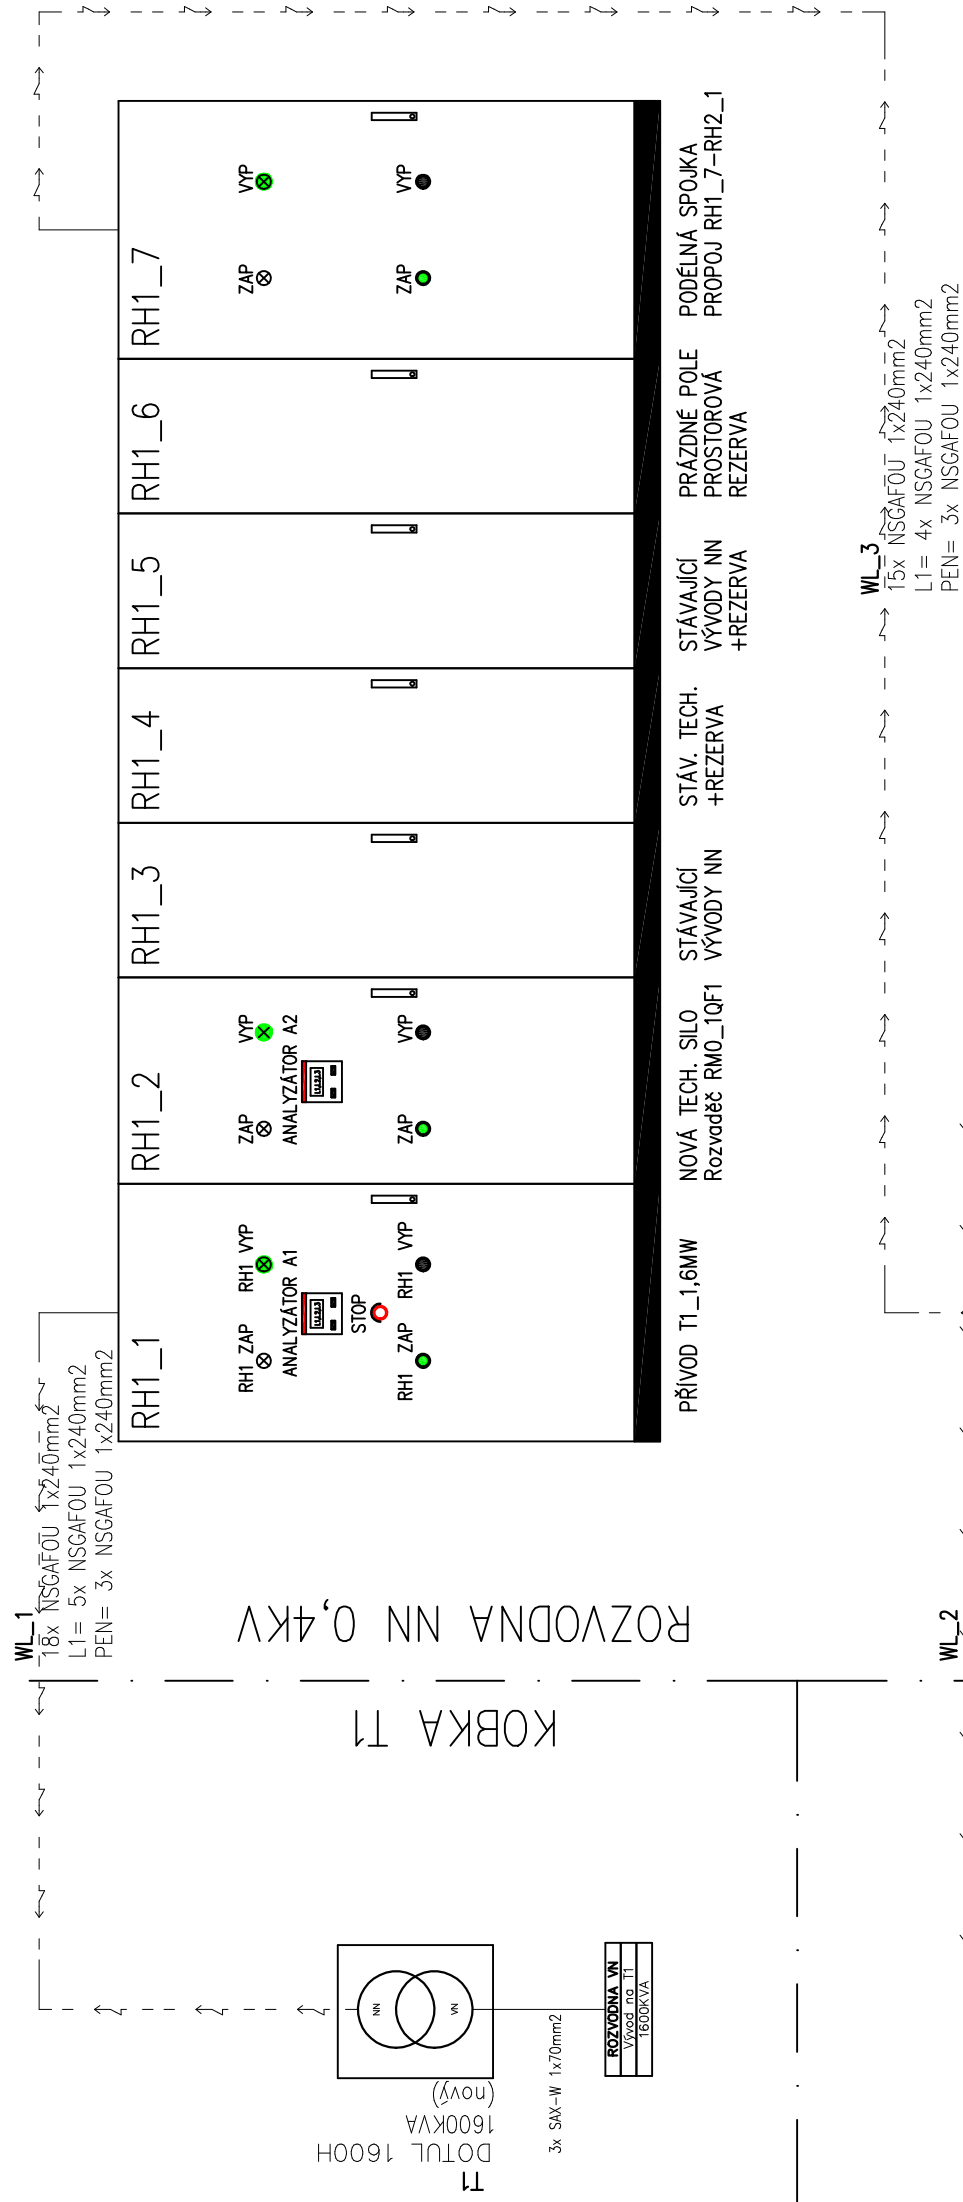 WL_1
18x NSGAFOU 1x240mm2
L1= 5x NSGAFOU 1x240mm2
PEN= 3x NSGAFOU 1x240mm2
RH1_1
RH1 ZAP
RH1 VYP
ANALYZÁTOR A1
STOP
RH1 ZAP
RH1 VYP
PŘÍVOD T1_1,6MW
RH1_2
ZAP
VYP
ANALYZÁTOR A2
ZAP
VYP
NOVÁ TECH. SILO
Rozvaděč RM0_1QF1
RH1_3
STÁVAJÍCÍ
VÝVODY NN
RH1_4
STÁV. TECH.
+REZERVA
RH1_5
STÁVAJÍCÍ
VÝVODY NN
+REZERVA
RH1_6
PRÁZDNÉ POLE
PROSTOROVÁ
REZERVA
RH1_7
ZAP
VYP
ZAP
VYP
PODÉLNÁ SPOJKA
PROPOJ RH1_7-RH2_1
WL_3
15x NSGAFOU 1x240mm2
L1= 4x NSGAFOU 1x240mm2
PEN= 3x NSGAFOU 1x240mm2
ROZVODNA NN 0,4KV
KOBKA T1
WL_2
NN
VN
T1
DOTUL 1600H
1600KVA
(nový)
3x SAX-W 1x70mm2
ROZVODNA VN
Vývod na T1
1600KVA